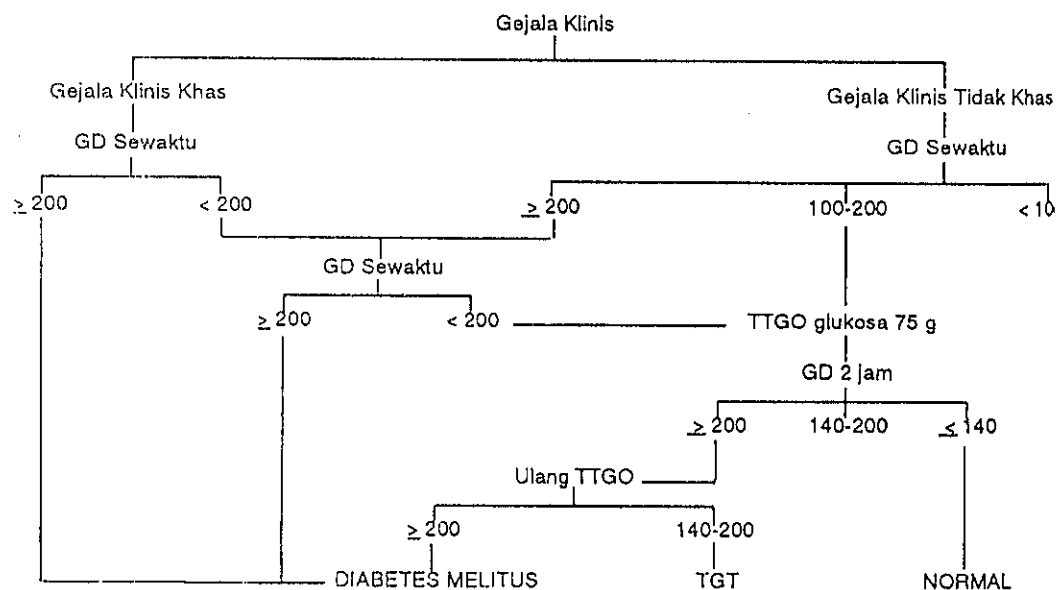 Gejala Klinis
Gejala Klinis Khas Gejala Klinis Tidak Khas
GD Sewaktu GD Sewaktu
≥ 200 < 200 ≥ 200 100-200 < 10
GD Sewaktu
≥ 200 < 200 TTGO glukosa 75 g
GD 2 jam
≥ 200 140-200 ≤ 140
Ulang TTGO
≥ 200 140-200
DIABETES MELITUS TGT NORMAL